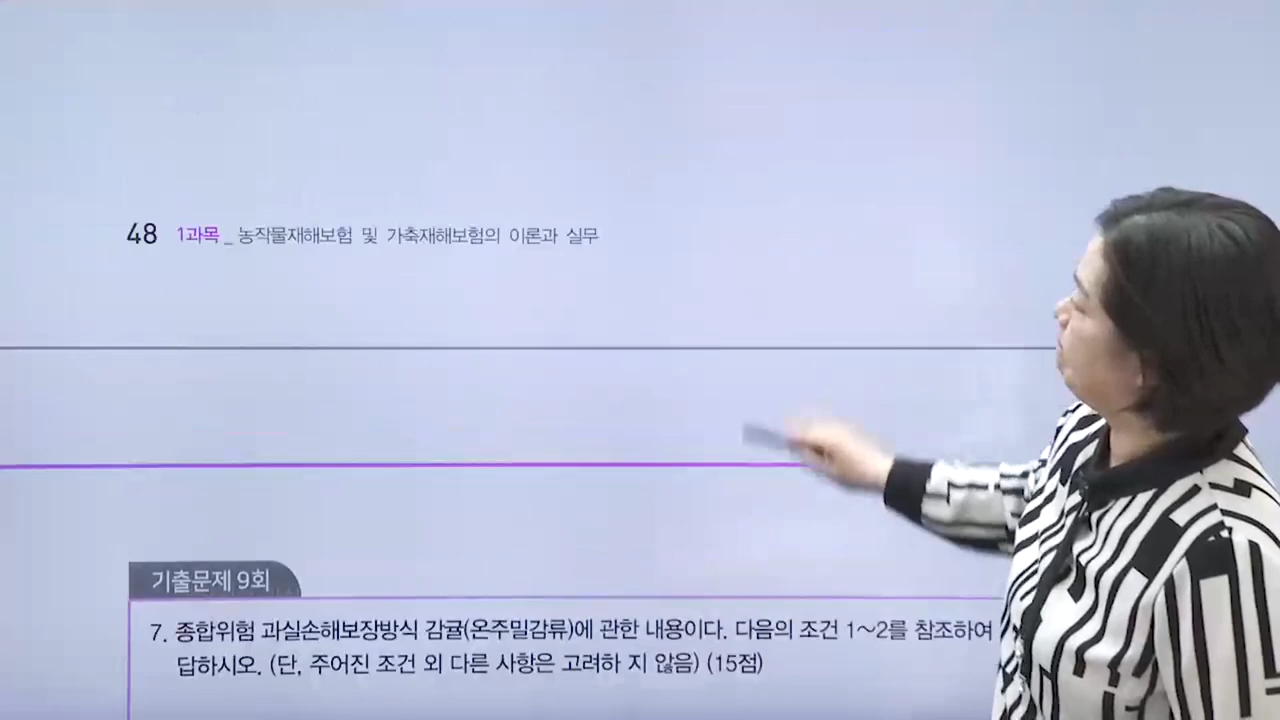 48 1과목 _ 농작물재해보험 및 가축재해보험의 이론과 실무
기출문제 9회
7. 종합위험 과실손해보장방식 감귤(온주밀감류)에 관한 내용이다. 다음의 조건 1~2를 참조하여
답하시오. (단, 주어진 조건 외 다른 사항은 고려하 지 않음) (15점)